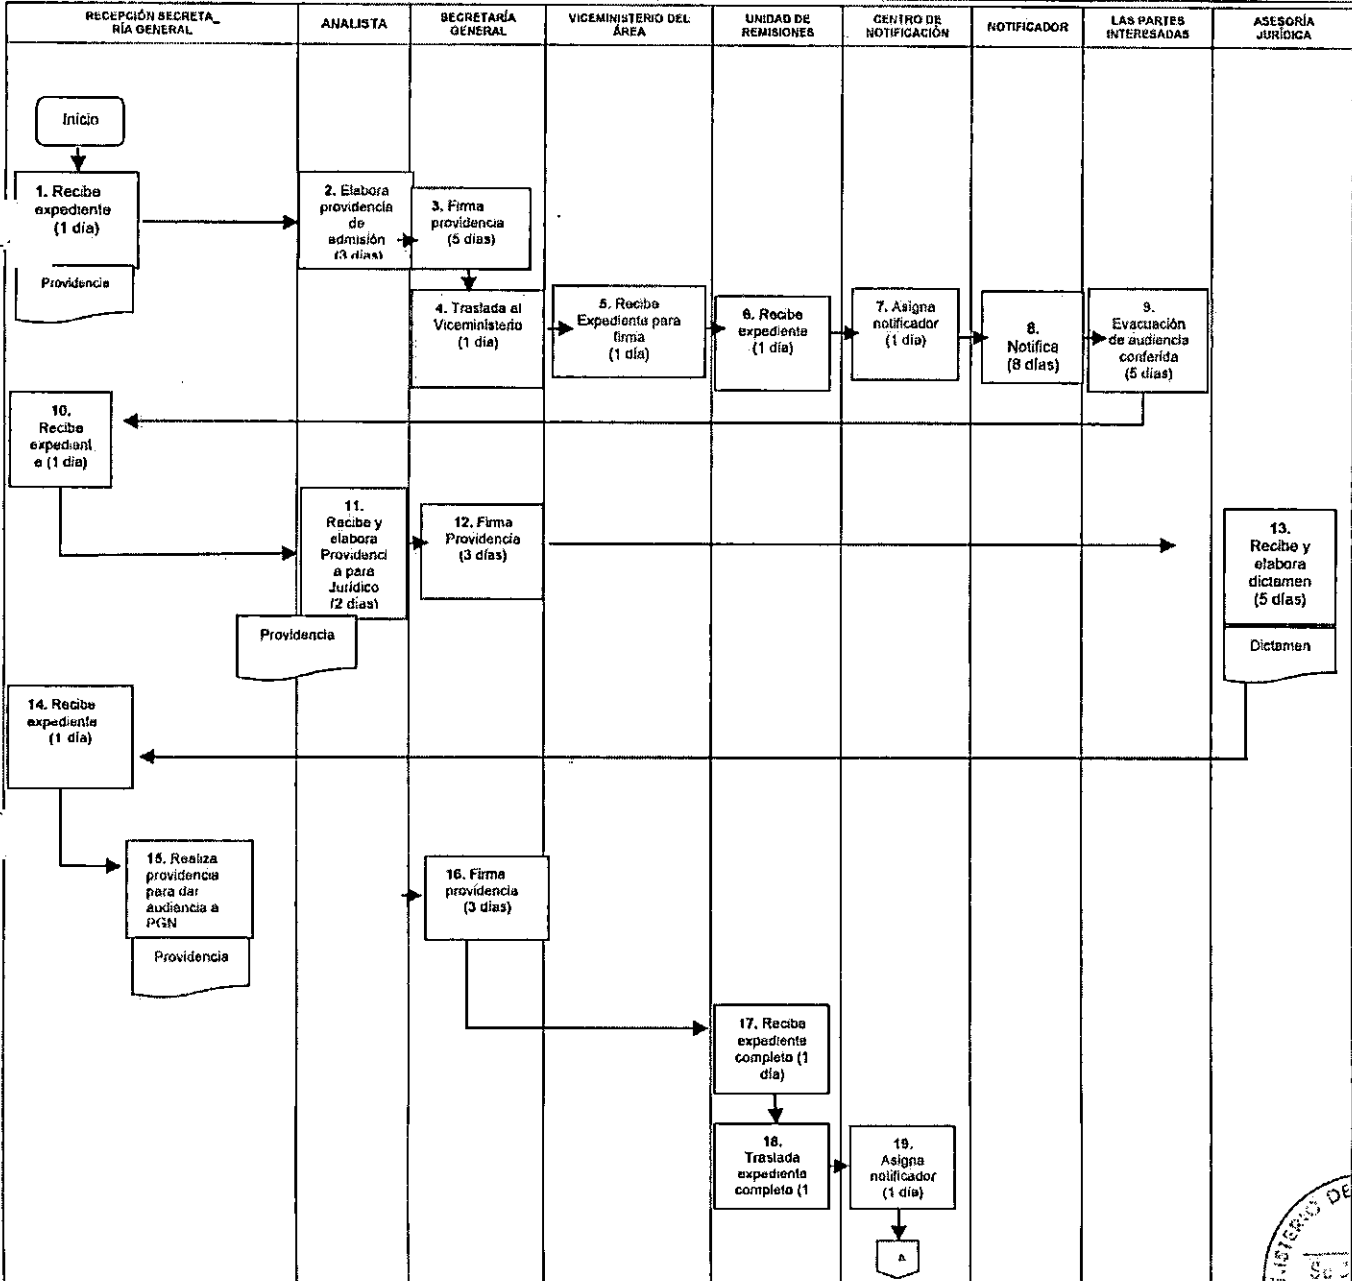 RECEPCIÓN SECRETA_
RÍA GENERAL
ANALISTA
SECRETARÍA
GENERAL
VICEMINISTERIO DEL
ÁREA
UNIDAD DE
REMISIONES
CENTRO DE
NOTIFICACIÓN
NOTIFICADOR
LAS PARTES
INTERESADAS
ASESORÍA
JURÍDICA
Inicio
1. Recibe
expediente
(1 día)
Providencia
2. Elabora
providencia
de
admisión
(3 días)
3. Firma
providencia
(5 días)
4. Traslada al
Viceministerio
(1 día)
5. Recibe
Expediente para
firma
(1 día)
6. Recibe
expediente
(1 día)
7. Asigna
notificador
(1 día)
8.
Notifica
(8 días)
9.
Evacuación
de audiencia
conferida
(5 días)
10.
Recibe
expedient
e (1 día)
11.
Recibe y
elabora
Providenci
a para
Jurídico
(2 días)
Providencia
12. Firma
Providencia
(3 días)
13.
Recibe y
elabora
dictamen
(5 días)
Dictamen
14. Recibe
expediente
(1 día)
15. Realiza
providencia
para dar
audiencia a
PGN
Providencia
16. Firma
providencia
(3 días)
17. Recibe
expediente
completo (1
día)
18.
Traslada
expediente
completo (1
19.
Asigna
notificador
(1 día)
A
DE